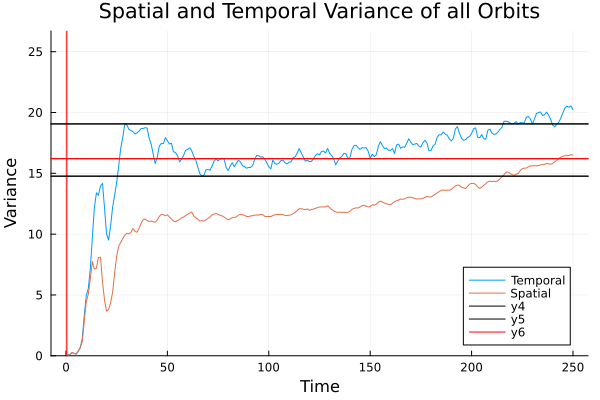 Spatial and Temporal Variance of all Orbits
Variance
25
20
15
10
5
0
0 50 100 150 200 250
Time
Temporal
Spatial
y4
y5
y6